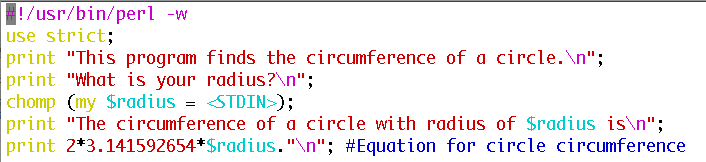 #!/usr/bin/perl -w
use strict;
print "This program finds the circumference of a circle.\n";
print "What is your radius?\n";
chomp (my $radius = <STDIN>);
print "The circumference of a circle with radius of $radius is\n";
print 2*3.141592654*$radius."\n"; #Equation for circle circumference